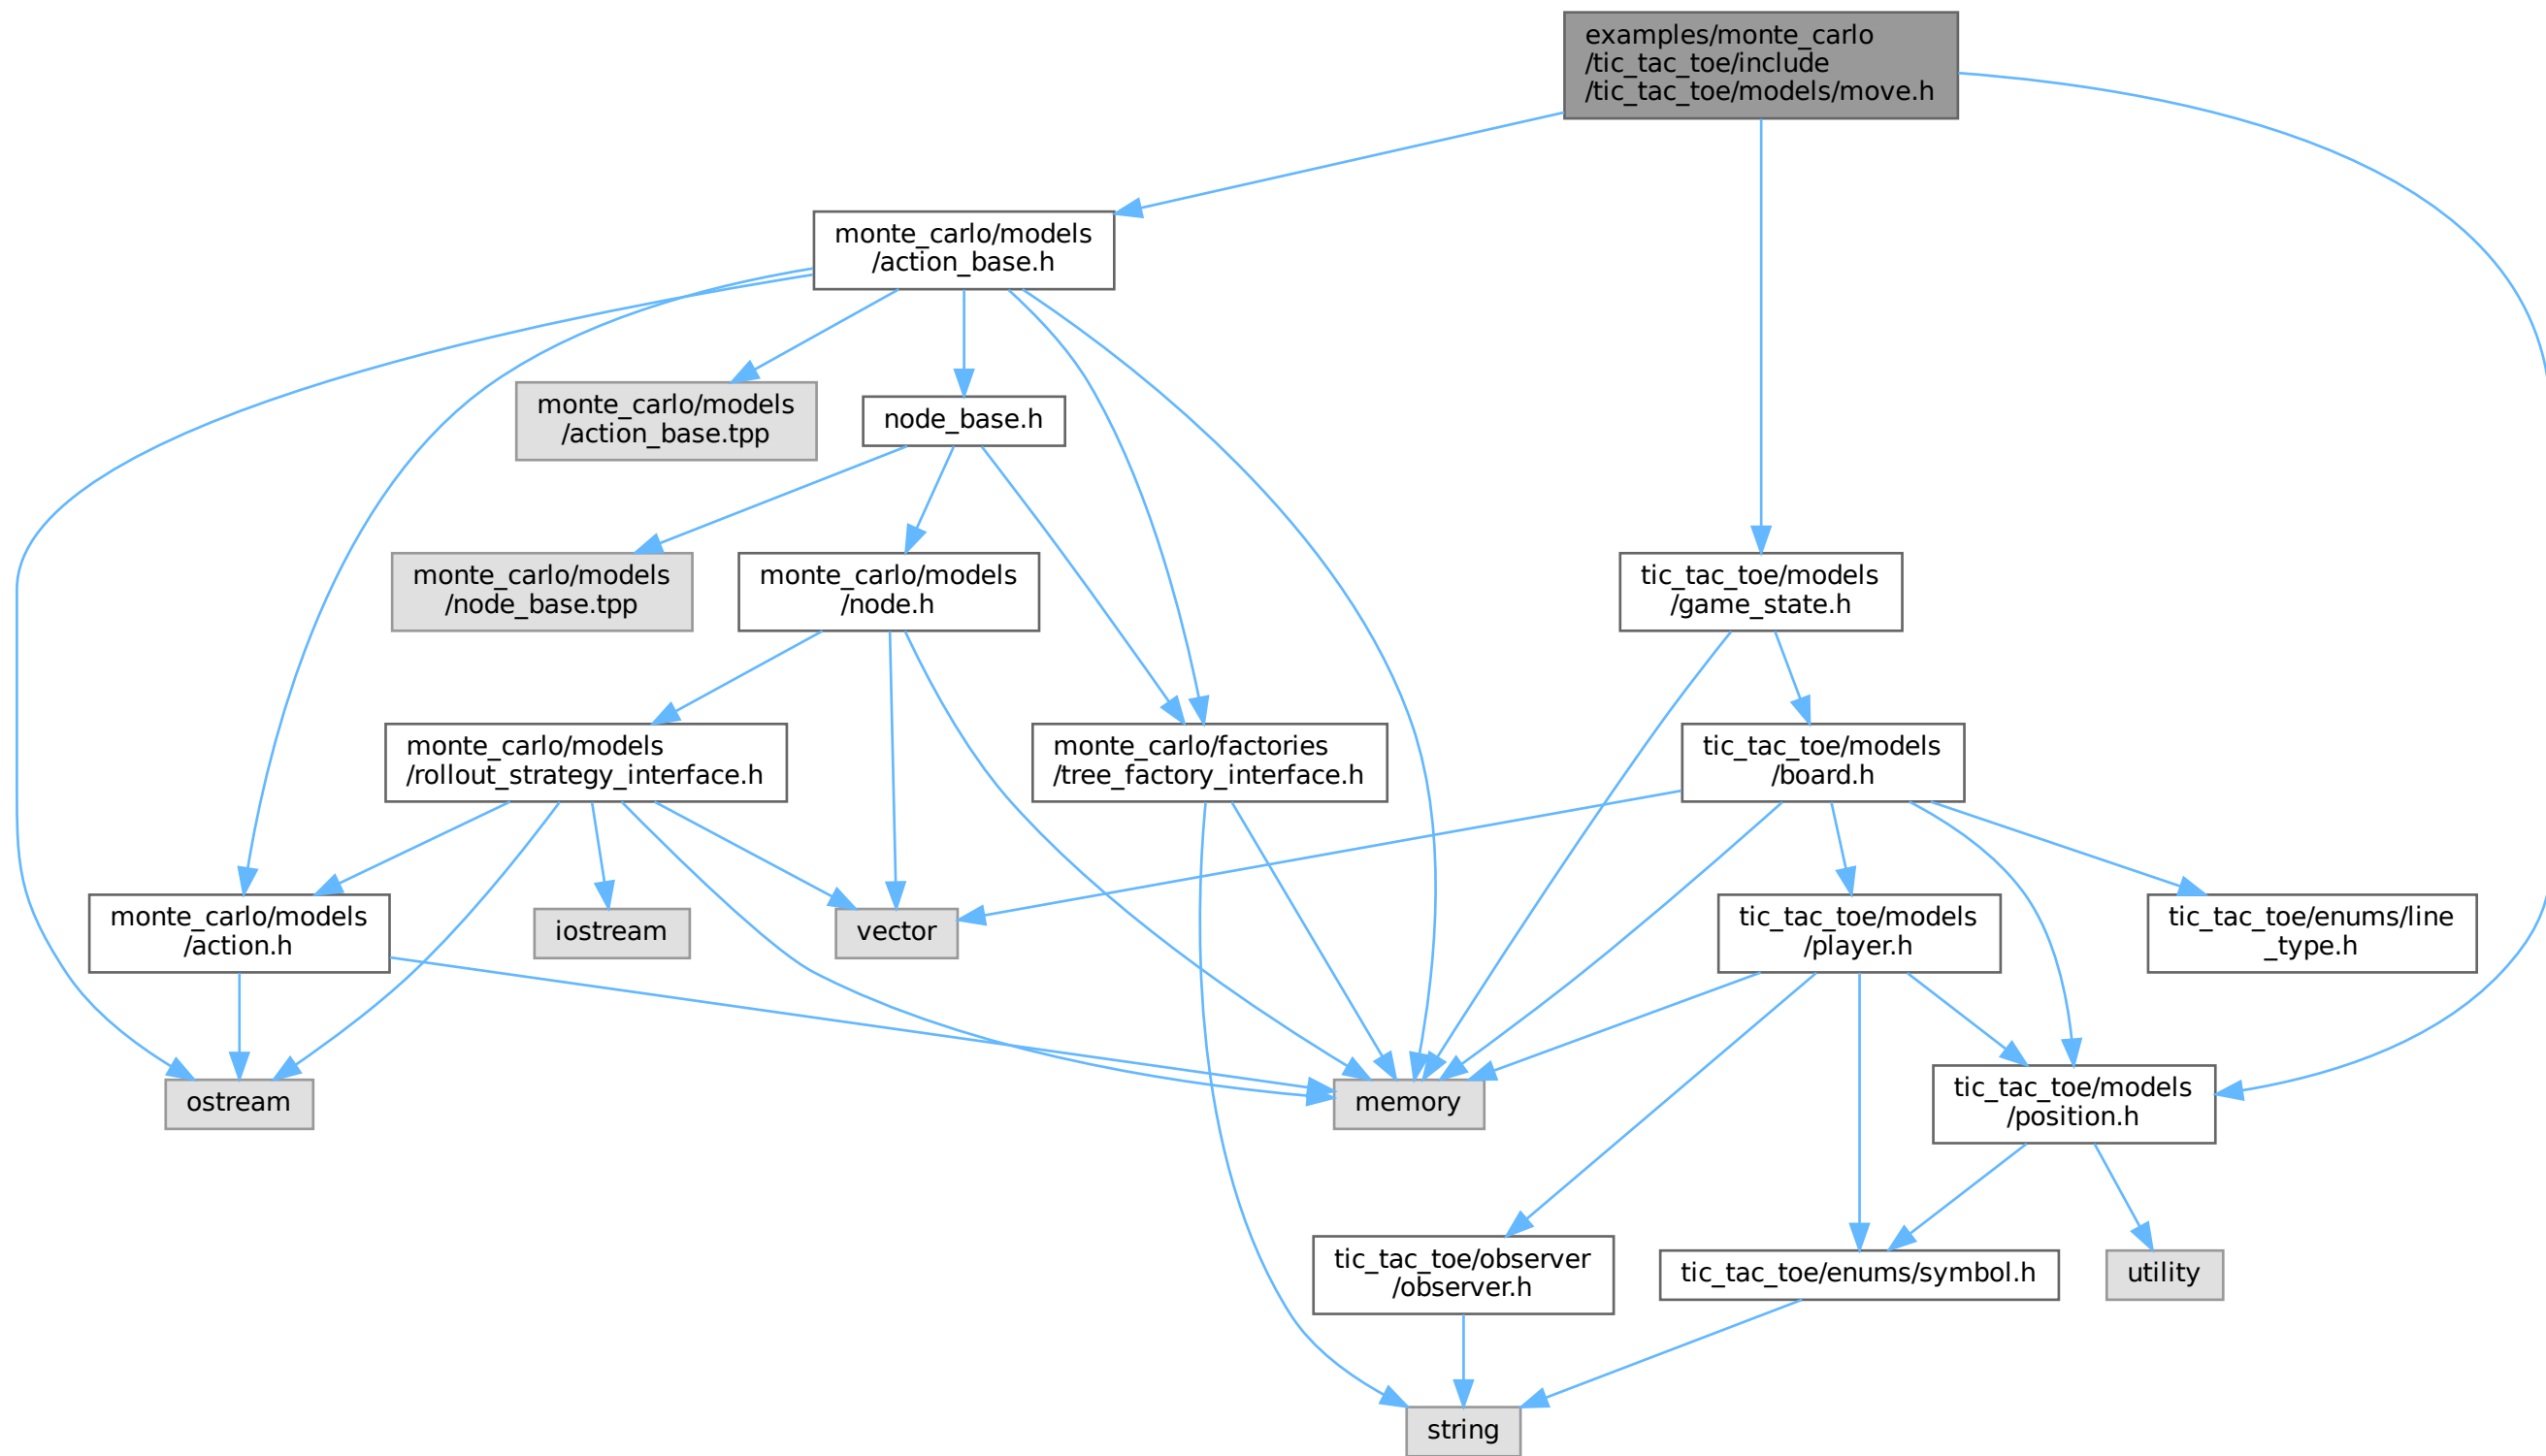 examples/monte_carlo
/tic_tac_toe/include
/tic_tac_toe/models/move.h
monte_carlo/models
/action_base.h
monte_carlo/models
/action_base.tpp
node_base.h
monte_carlo/models
/node_base.tpp
monte_carlo/models
/node.h
tic_tac_toe/models
/game_state.h
monte_carlo/models
/rollout_strategy_interface.h
monte_carlo/factories
/tree_factory_interface.h
tic_tac_toe/models
/board.h
monte_carlo/models
/action.h
iostream
vector
tic_tac_toe/models
/player.h
tic_tac_toe/enums/line
_type.h
ostream
memory
tic_tac_toe/models
/position.h
tic_tac_toe/observer
/observer.h
tic_tac_toe/enums/symbol.h
utility
string